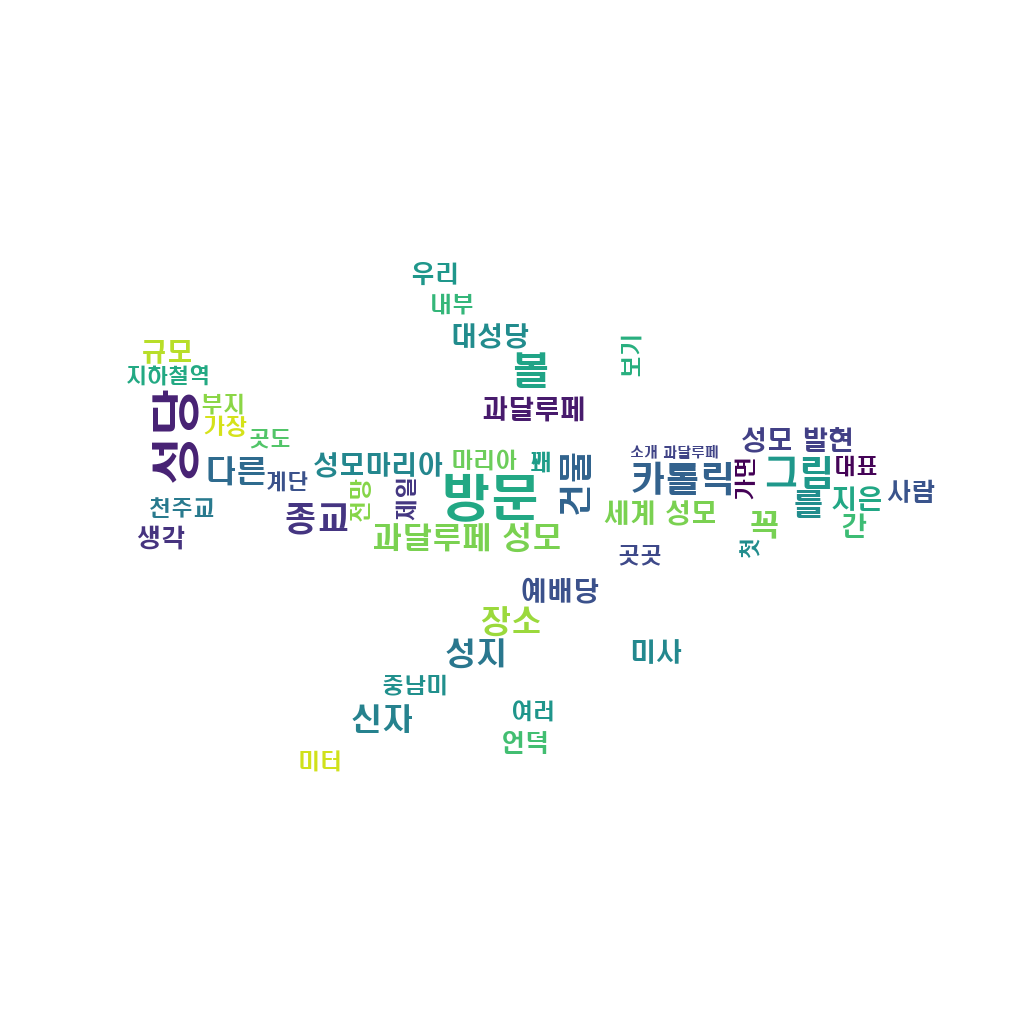 우리
내부
대성당
볼
보기
규모
지하철역
부지
가장
곳도
과달루페
성당
다른
계단
성모마리아
마리아
꽤
방문
건물
소개 과달루페
카톨릭
성모 발현
가면
그림
대표
를
지은
사람
간
천주교
생각
종교
전망
제일
과달루페 성모
세계 성모
꼭
첫
곳곳
예배당
장소
성지
미사
중남미
신자
여러
언덕
미터